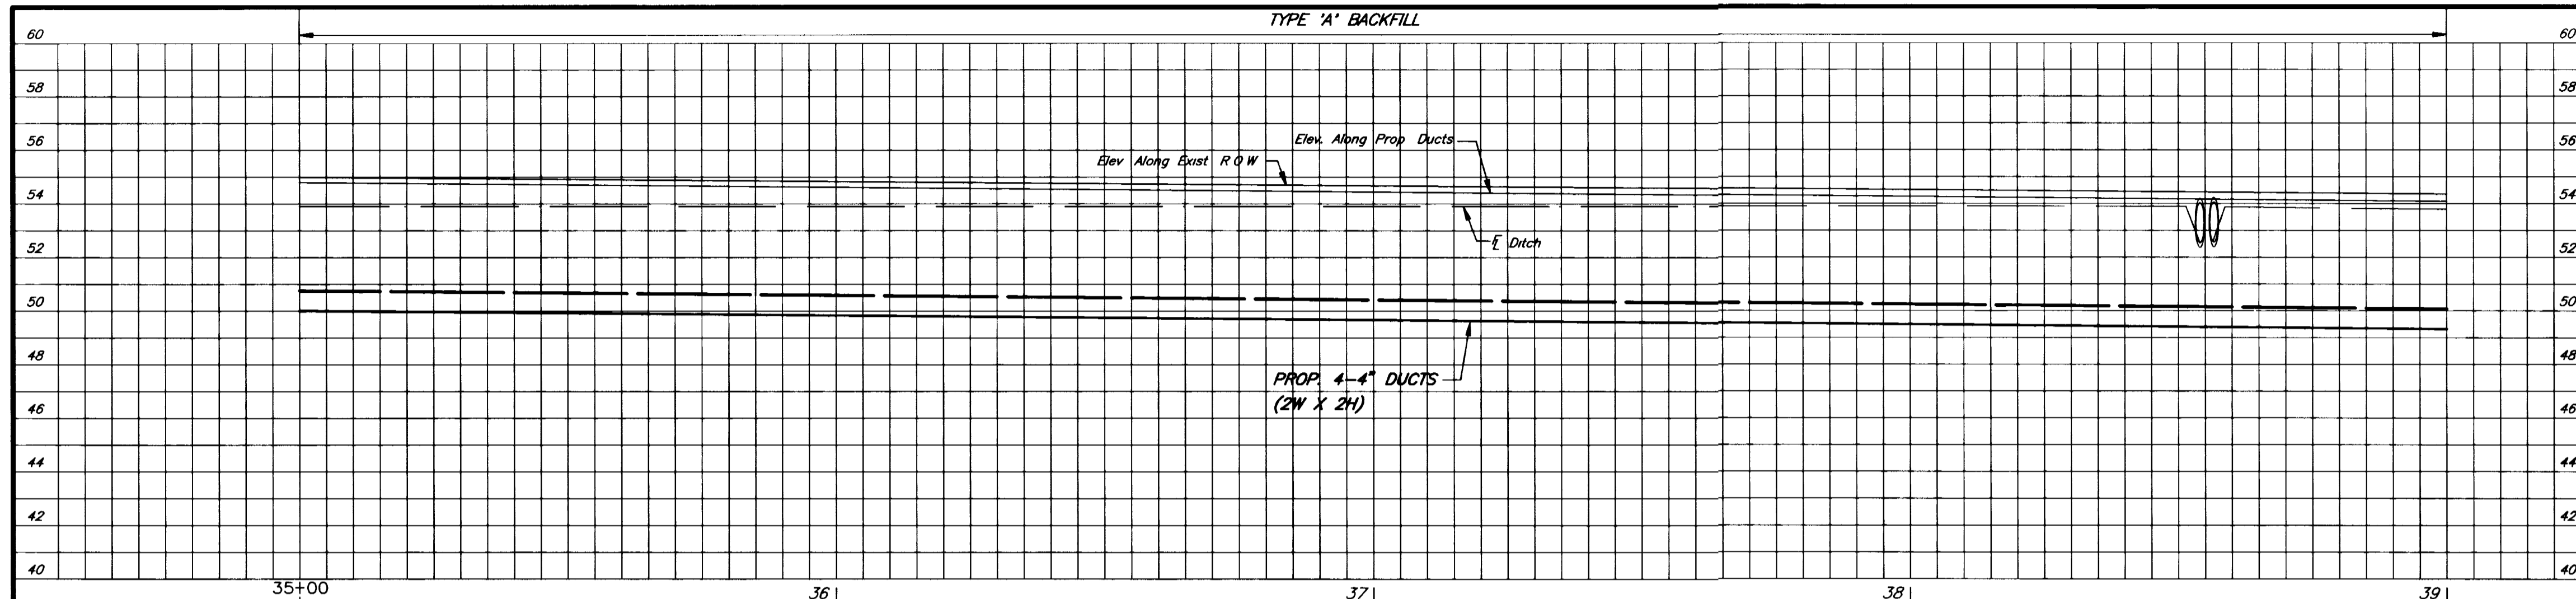 TYPE 'A' BACKFILL
60 60
58 58
56 56
Elev. Along Prop Ducts
Elev Along Exist R O W
54 54
52 52
℄ Ditch
50 50
48 48
PROP. 4-4" DUCTS
(2W X 2H)
46 46
44 44
42 42
40 40
35+00 36 37 38 39